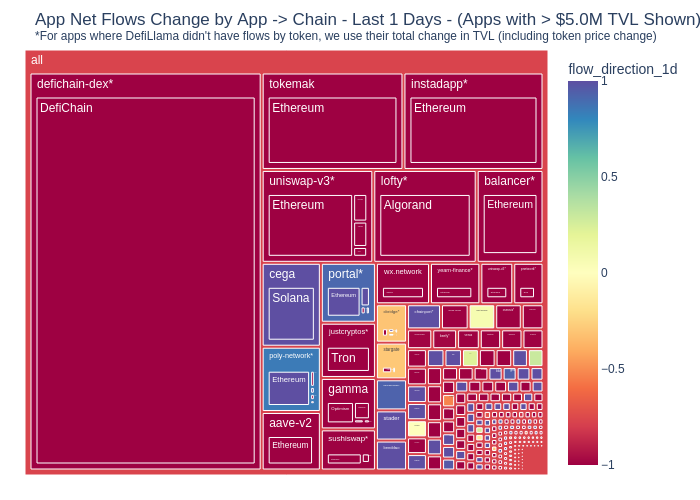 App Net Flows Change by App -> Chain - Last 1 Days - (Apps with > $5.0M TVL Shown)
*For apps where DefiLlama didn't have flows by token, we use their total change in TVL (including token price change)
all
flow_direction_1d
defichain-dex*
tokemak
instadapp*
DefiChain
Ethereum
Ethereum
uniswap-v3*
lofty*
balancer*
Ethereum
Algorand
Ethereum
cega
portal*
wx.network
yearn-finance*
Solana
Ethereum
justcryptos*
Tron
poly-network*
Ethereum
gamma
Optimism
stargate
stader
aave-v2
Ethereum
sushiswap*
1
0.5
0
−0.5
−1